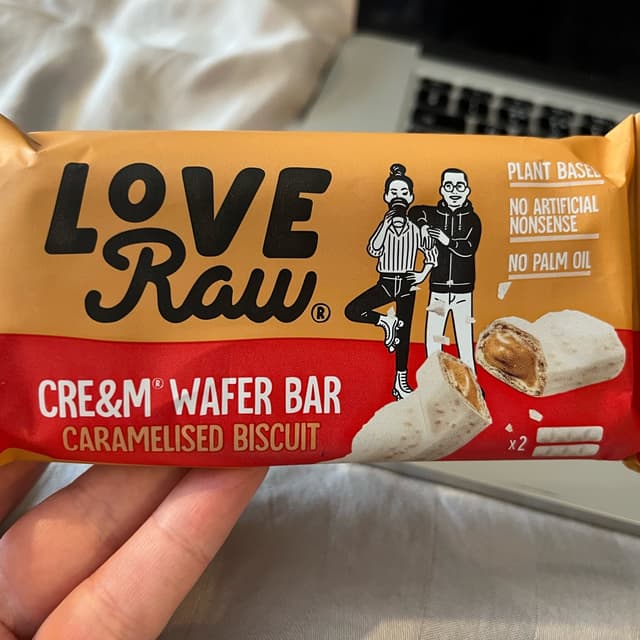 LOVE
Raw®
CRE&M® WAFER BAR
CARAMELISED BISCUIT
PLANT BASED
NO ARTIFICIAL
NONSENSE
NO PALM OIL
x2